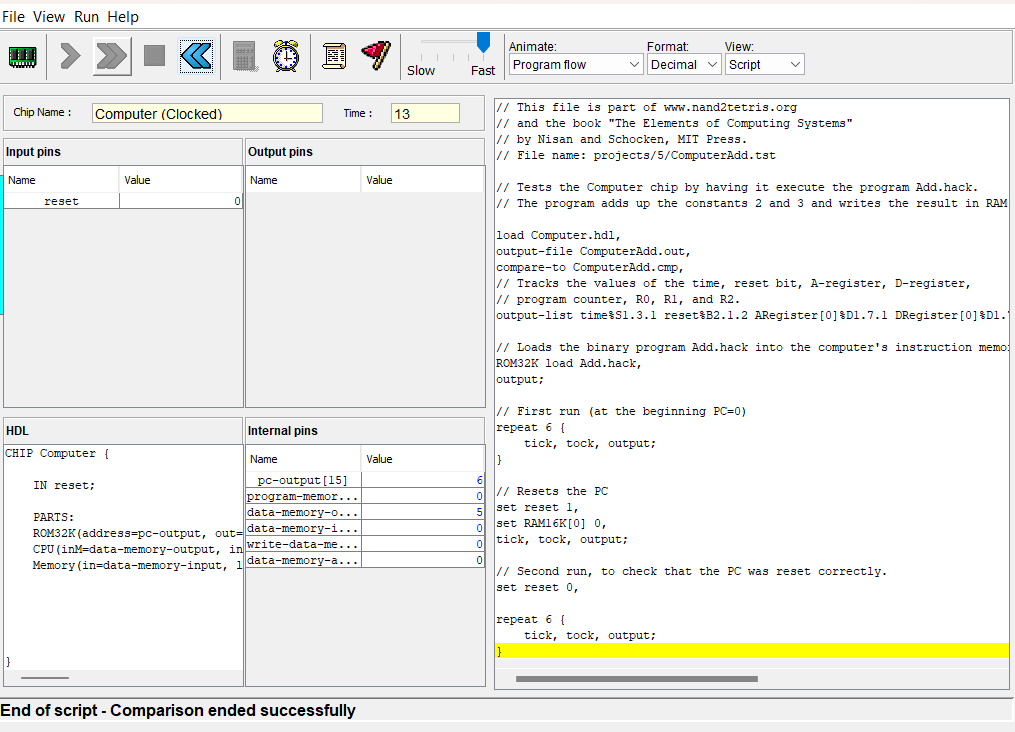 File View Run Help
Animate: Format: View:
Slow Fast Program flow Decimal Script
Chip Name : Computer (Clocked) Time : 13
Input pins
Name Value
reset 0
Output pins
Name Value
HDL
CHIP Computer {
IN reset;
PARTS:
ROM32K(address=pc-output, out=
CPU(inM=data-memory-output, in
Memory(in=data-memory-input, l
}
Internal pins
Name Value
pc-output[15] 6
program-memor... 0
data-memory-o... 5
data-memory-i... 0
write-data-me... 0
data-memory-a... 0
// This file is part of www.nand2tetris.org
// and the book "The Elements of Computing Systems"
// by Nisan and Schocken, MIT Press.
// File name: projects/5/ComputerAdd.tst
// Tests the Computer chip by having it execute the program Add.hack.
// The program adds up the constants 2 and 3 and writes the result in RAM
load Computer.hdl,
output-file ComputerAdd.out,
compare-to ComputerAdd.cmp,
// Tracks the values of the time, reset bit, A-register, D-register,
// program counter, R0, R1, and R2.
output-list time%S1.3.1 reset%B2.1.2 ARegister[0]%D1.7.1 DRegister[0]%D1.
// Loads the binary program Add.hack into the computer's instruction memo
ROM32K load Add.hack,
output;
// First run (at the beginning PC=0)
repeat 6 {
tick, tock, output;
}
// Resets the PC
set reset 1,
set RAM16K[0] 0,
tick, tock, output;
// Second run, to check that the PC was reset correctly.
set reset 0,
repeat 6 {
tick, tock, output;
}
End of script - Comparison ended successfully